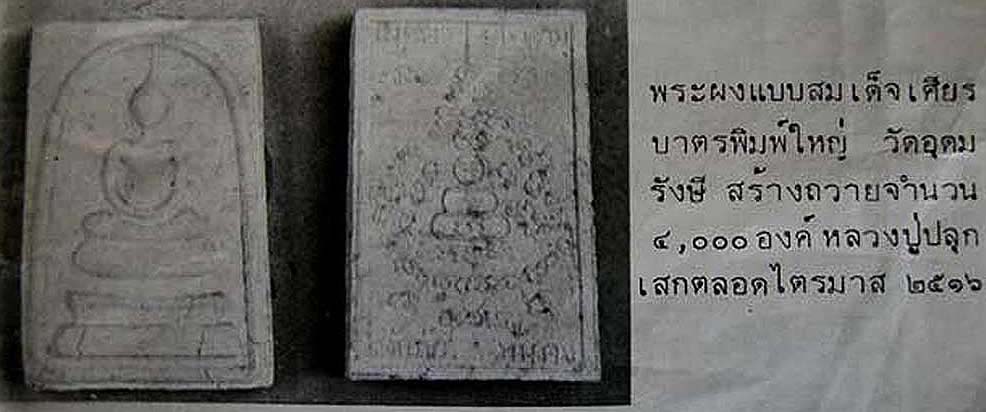 พระผงแบบสมเด็จเศียร
บาตรพิมพ์ใหญ่ วัดอุดม
รังษี สร้างถวายจำนวน
๔,๐๐๐ องค์ หลวงปู่ปลุก
เสกตลอดไตรมาส ๒๕๑๖